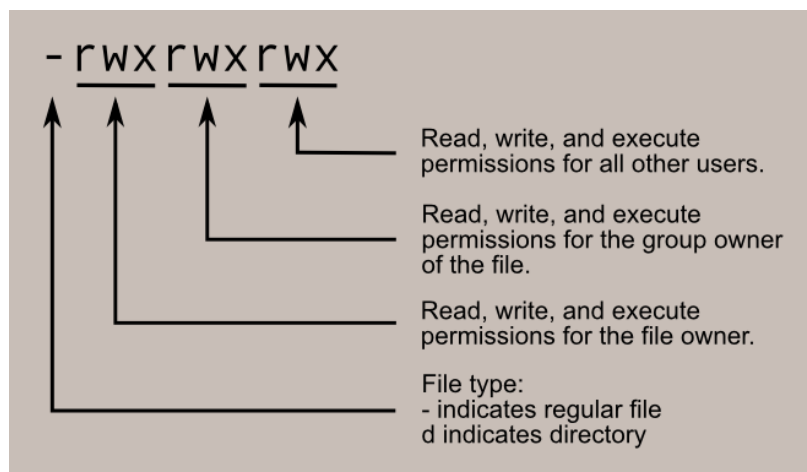 -rwxrwxrwx
Read, write, and execute
permissions for all other users.
Read, write, and execute
permissions for the group owner
of the file.
Read, write, and execute
permissions for the file owner.
File type:
- indicates regular file
d indicates directory